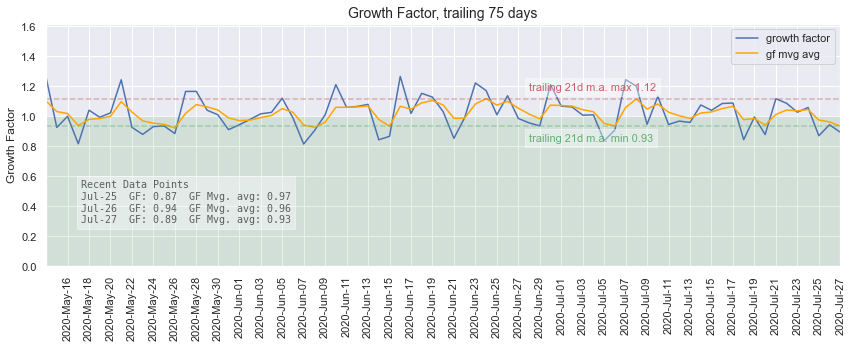 Growth Factor, trailing 75 days
1.6
1.4
1.2
1.0
0.8
0.6
0.4
0.2
0.0
Growth Factor
growth factor
gf mvg avg
trailing 21d m.a. max 1.12
trailing 21d m.a. min 0.93
Recent Data Points
Jul-25  GF: 0.87  GF Mvg. avg: 0.97
Jul-26  GF: 0.94  GF Mvg. avg: 0.96
Jul-27  GF: 0.89  GF Mvg. avg: 0.93
2020-May-16
2020-May-18
2020-May-20
2020-May-22
2020-May-24
2020-May-26
2020-May-28
2020-May-30
2020-Jun-01
2020-Jun-03
2020-Jun-05
2020-Jun-07
2020-Jun-09
2020-Jun-11
2020-Jun-13
2020-Jun-15
2020-Jun-17
2020-Jun-19
2020-Jun-21
2020-Jun-23
2020-Jun-25
2020-Jun-27
2020-Jun-29
2020-Jul-01
2020-Jul-03
2020-Jul-05
2020-Jul-07
2020-Jul-09
2020-Jul-11
2020-Jul-13
2020-Jul-15
2020-Jul-17
2020-Jul-19
2020-Jul-21
2020-Jul-23
2020-Jul-25
2020-Jul-27